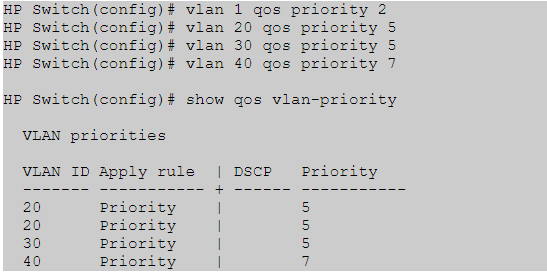 HP Switch(config)# vlan 1 qos priority 2
HP Switch(config)# vlan 20 qos priority 5
HP Switch(config)# vlan 30 qos priority 5
HP Switch(config)# vlan 40 qos priority 7
HP Switch(config)# show qos vlan-priority
VLAN priorities
VLAN ID Apply rule | DSCP Priority
------- ----------- + ------ -----------
20 Priority | 5
20 Priority | 5
30 Priority | 5
40 Priority | 7